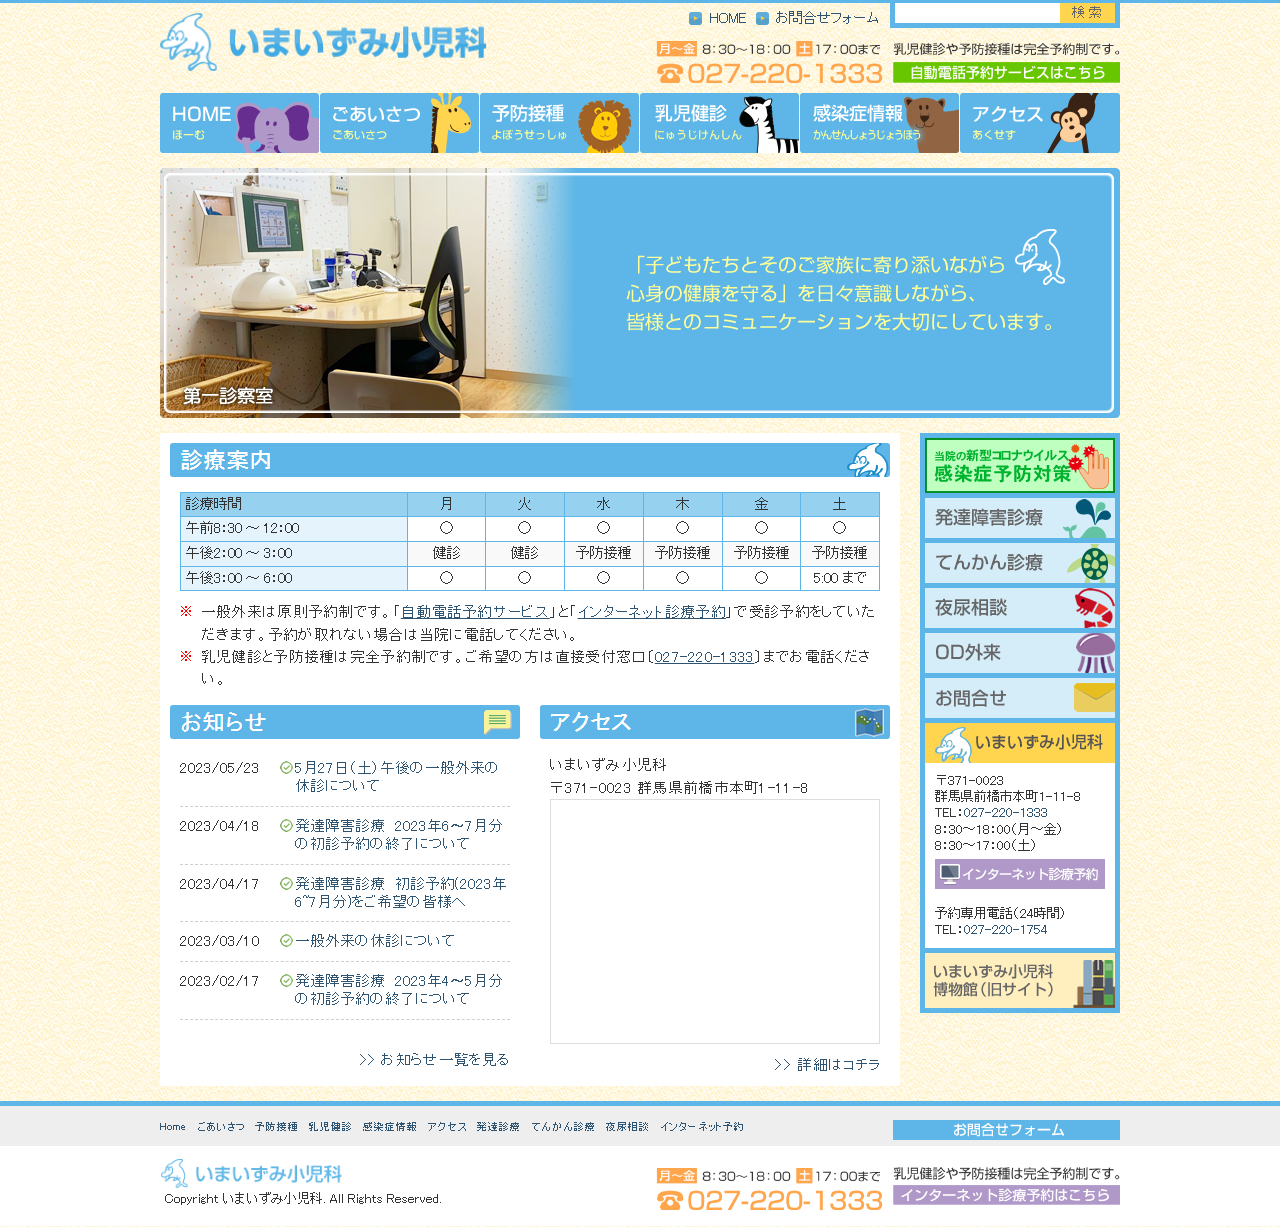 いまいずみ小児科
HOME お問合せフォーム
検索
月～金 8:30～18:00 土 17:00まで
027-220-1333
乳児健診や予防接種は完全予約制です。
自動電話予約サービスはこちら
HOME
ほーむ
ごあいさつ
ごあいさつ
予防接種
よぼうせっしゅ
乳児健診
にゅうじけんしん
感染症情報
かんせんしょうじょうほう
アクセス
あくせす
「子どもたちとそのご家族に寄り添いながら
心身の健康を守る」を日々意識しながら、
皆様とのコミュニケーションを大切にしています。
第一診察室
診療案内
診療時間 月 火 水 木 金 土
午前8:30 ～ 12:00 ○ ○ ○ ○ ○ ○
午後2:00 ～ 3:00 健診 健診 予防接種 予防接種 予防接種 予防接種
午後3:00 ～ 6:00 ○ ○ ○ ○ ○ 5:00 まで
※ 一般外来は原則予約制です。「自動電話予約サービス」と「インターネット診療予約」で受診予約をしていた
だきます。予約が取れない場合は当院に電話してください。
※ 乳児健診と予防接種は完全予約制です。ご希望の方は直接受付窓口〔027-220-1333〕までお電話くださ
い。
お知らせ
2023/05/23 5月27日（土）午後の一般外来の
休診について
2023/04/18 発達障害診療　2023年6～7月分
の初診予約の終了について
2023/04/17 発達障害診療　初診予約(2023年
6~7月分)をご希望の皆様へ
2023/03/10 一般外来の休診について
2023/02/17 発達障害診療　2023年4～5月分
の初診予約の終了について
>> お知らせ一覧を見る
アクセス
いまいずみ小児科
〒371-0023 群馬県前橋市本町1-11-8
>> 詳細はコチラ
当院の新型コロナウイルス
感染症予防対策
発達障害診療
てんかん診療
夜尿相談
OD外来
お問合せ
いまいずみ小児科
〒371-0023
群馬県前橋市本町1-11-8
TEL:027-220-1333
8:30～18:00（月～金）
8:30～17:00（土）
インターネット診療予約
予約専用電話（24時間）
TEL:027-220-1754
いまいずみ小児科
博物館（旧サイト）
Home ごあいさつ 予防接種 乳児健診 感染症情報 アクセス 発達診療 てんかん診療 夜尿相談 インターネット予約
お問合せフォーム
いまいずみ小児科
Copyright いまいずみ小児科. All Rights Reserved.
月～金 8:30～18:00 土 17:00まで
027-220-1333
乳児健診や予防接種は完全予約制です。
インターネット診療予約はこちら